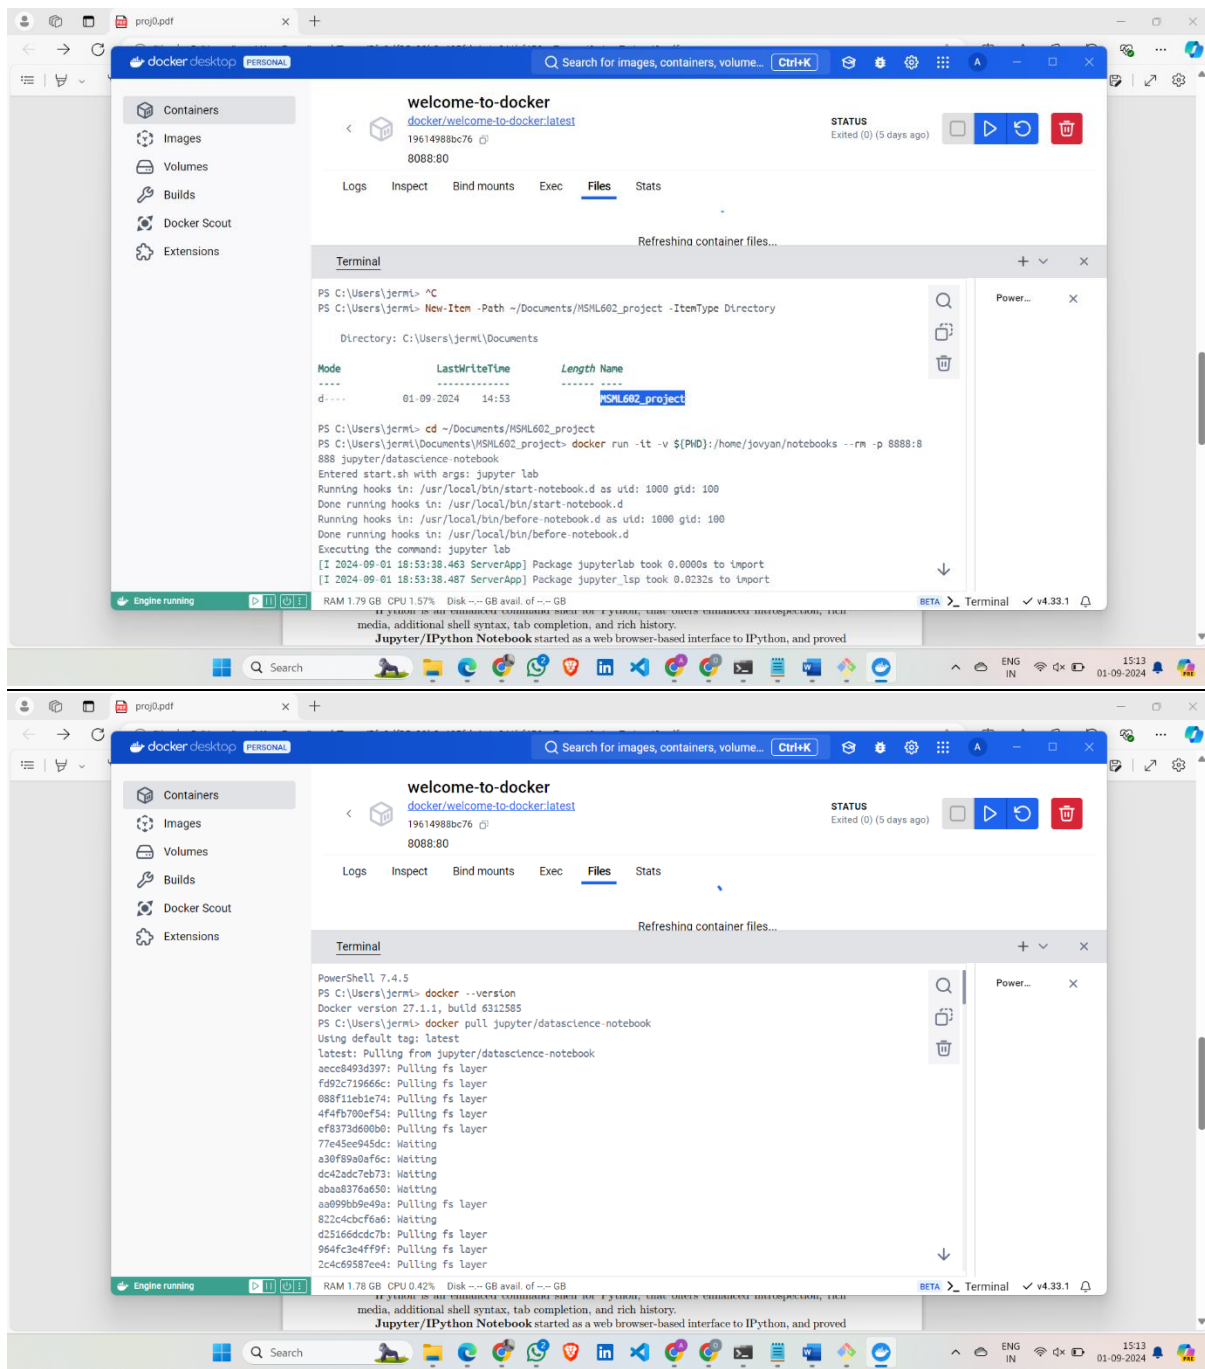 proj0.pdf
docker desktop PERSONAL
Search for images, containers, volume... Ctrl+K
A
Containers
Images
Volumes
Builds
Docker Scout
Extensions
welcome-to-docker
docker/welcome-to-docker:latest
19614988bc76
8088:80
STATUS
Exited (0) (5 days ago)
Logs Inspect Bind mounts Exec Files Stats
Refreshing container files...
Terminal
Power...
PS C:\Users\jermi> ^C
PS C:\Users\jermi> New-Item -Path ~/Documents/MSML602_project -ItemType Directory
Directory: C:\Users\jermi\Documents
Mode LastWriteTime Length Name
---- ------------- ------ ----
d---- 01-09-2024 14:53 MSML602_project
PS C:\Users\jermi> cd ~/Documents/MSML602_project
PS C:\Users\jermi\Documents\MSML602_project> docker run -it -v ${PWD}:/home/jovyan/notebooks --rm -p 8888:8
888 jupyter/datascience-notebook
Entered start.sh with args: jupyter lab
Running hooks in: /usr/local/bin/start-notebook.d as uid: 1000 gid: 100
Done running hooks in: /usr/local/bin/start-notebook.d
Running hooks in: /usr/local/bin/before-notebook.d as uid: 1000 gid: 100
Done running hooks in: /usr/local/bin/before-notebook.d
Executing the command: jupyter lab
[I 2024-09-01 18:53:38.463 ServerApp] Package jupyterlab took 0.0000s to import
[I 2024-09-01 18:53:38.487 ServerApp] Package jupyter_lsp took 0.0232s to import
Engine running
RAM 1.79 GB CPU 1.57% Disk --.-- GB avail. of --.-- GB
BETA >_ Terminal v4.33.1
media, additional shell syntax, tab completion, and rich history.
Jupyter/IPython Notebook started as a web browser-based interface to IPython, and proved
Search
ENG
IN
15:13
01-09-2024
proj0.pdf
docker desktop PERSONAL
Search for images, containers, volume... Ctrl+K
A
Containers
Images
Volumes
Builds
Docker Scout
Extensions
welcome-to-docker
docker/welcome-to-docker:latest
19614988bc76
8088:80
STATUS
Exited (0) (5 days ago)
Logs Inspect Bind mounts Exec Files Stats
Refreshing container files...
Terminal
Power...
PowerShell 7.4.5
PS C:\Users\jermi> docker --version
Docker version 27.1.1, build 6312585
PS C:\Users\jermi> docker pull jupyter/datascience-notebook
Using default tag: latest
latest: Pulling from jupyter/datascience-notebook
aece8493d397: Pulling fs layer
fd92c719666c: Pulling fs layer
088f11eb1e74: Pulling fs layer
4f4fb700ef54: Pulling fs layer
ef8373d600b0: Pulling fs layer
77e45ee945dc: Waiting
a30f89a0af6c: Waiting
dc42adc7eb73: Waiting
abaa8376a650: Waiting
aa099bb9e49a: Pulling fs layer
822c4cbcf6a6: Waiting
d25166dcdc7b: Pulling fs layer
964fc3e4ff9f: Pulling fs layer
2c4c69587ee4: Pulling fs layer
Engine running
RAM 1.78 GB CPU 0.42% Disk --.-- GB avail. of --.-- GB
BETA >_ Terminal v4.33.1
media, additional shell syntax, tab completion, and rich history.
Jupyter/IPython Notebook started as a web browser-based interface to IPython, and proved
Search
ENG
IN
15:13
01-09-2024